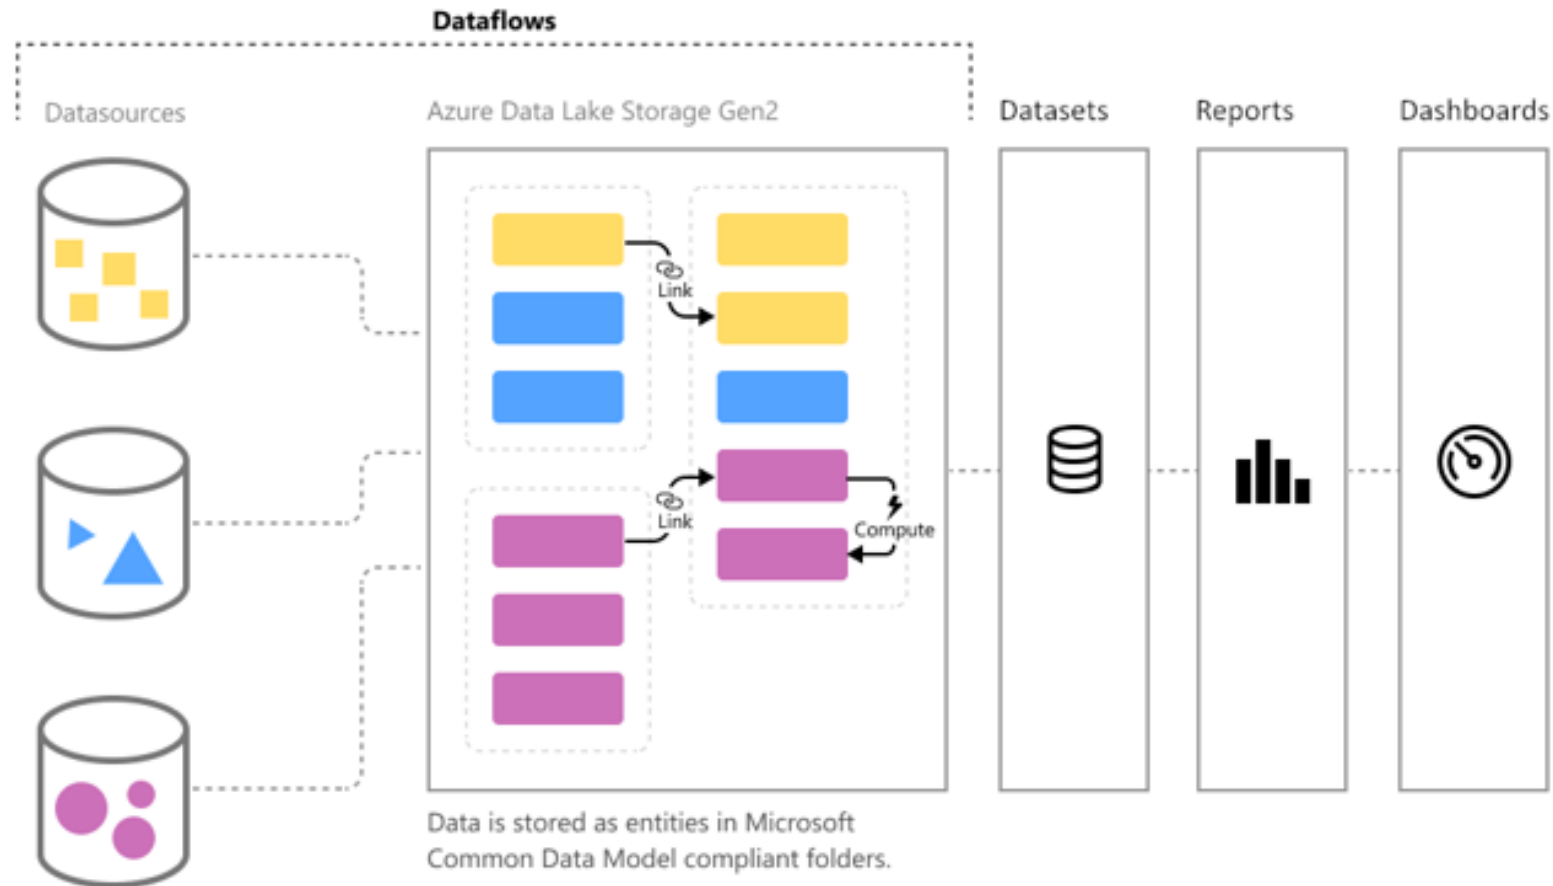 Dataflows
Datasources
Azure Data Lake Storage Gen2
Datasets
Reports
Dashboards
Link
Link
Compute
Data is stored as entities in Microsoft
Common Data Model compliant folders.